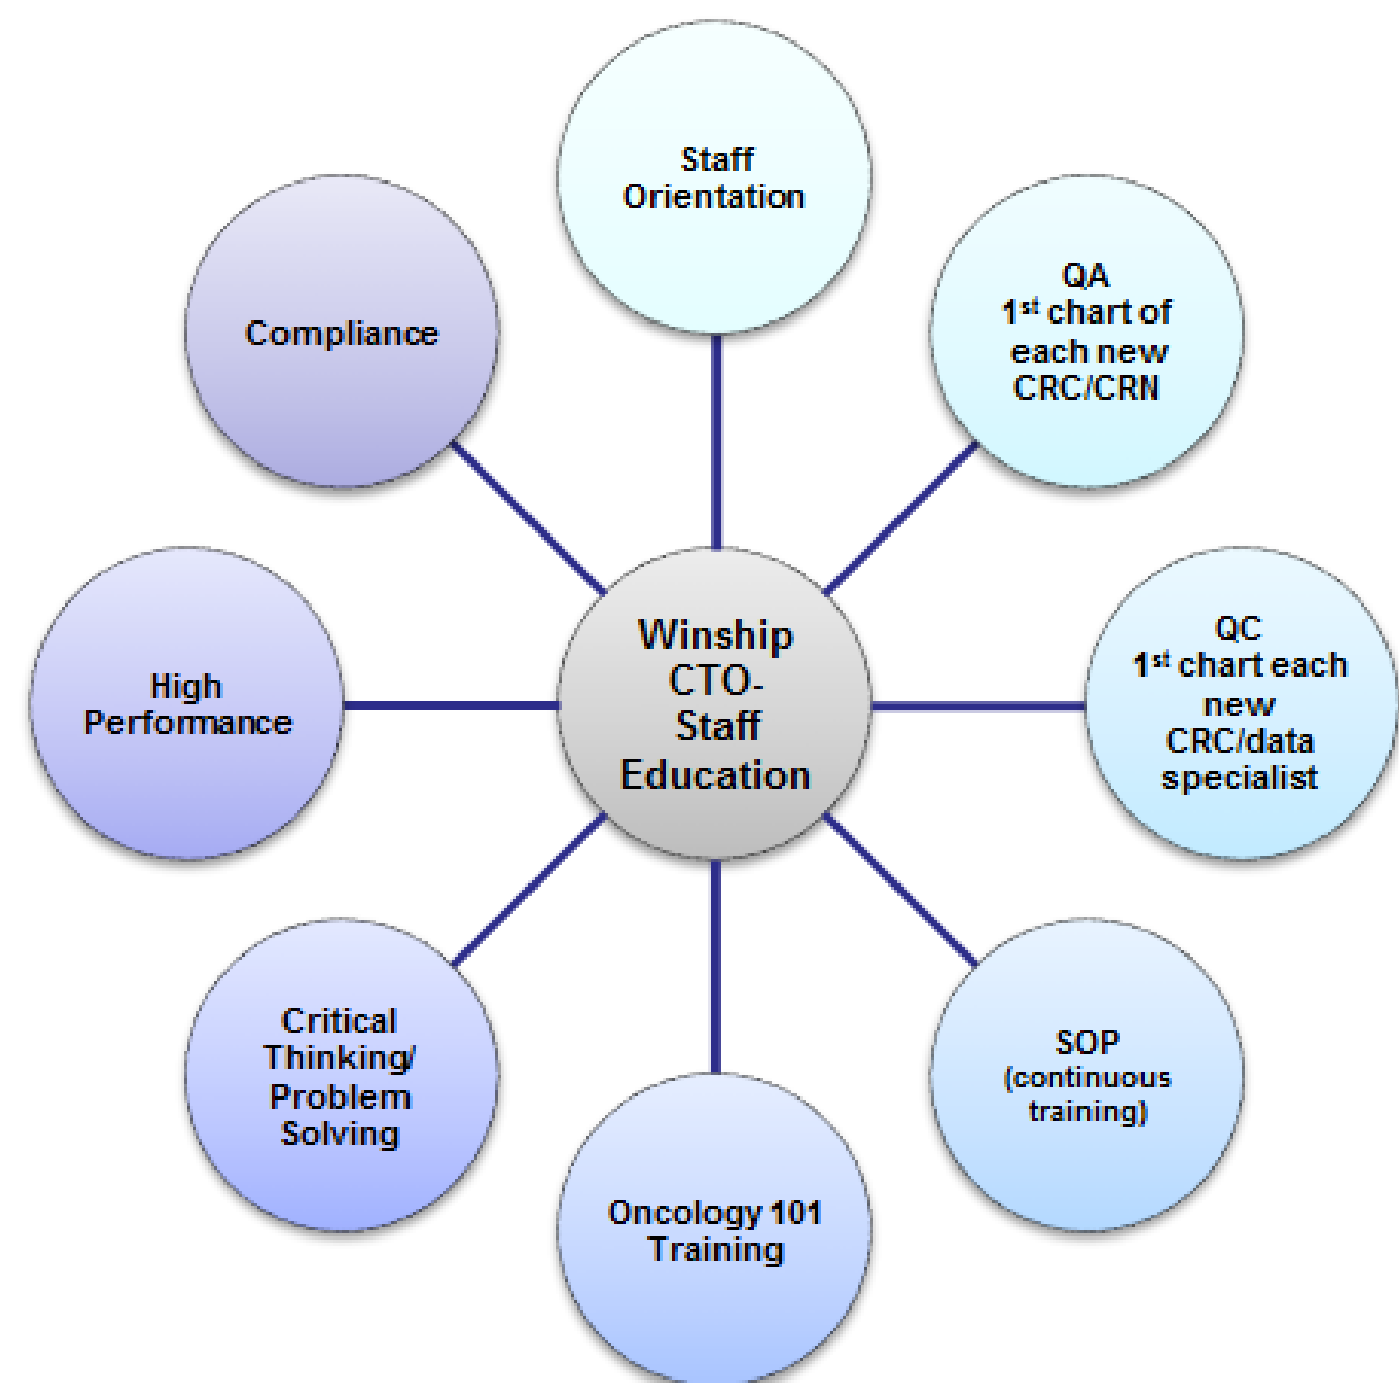 Staff
Orientation
QA
1st chart of
each new
CRC/CRN
QC
1st chart each
new
CRC/data
specialist
SOP
(continuous
training)
Oncology 101
Training
Critical
Thinking/
Problem
Solving
High
Performance
Compliance
Winship
CTO-
Staff
Education